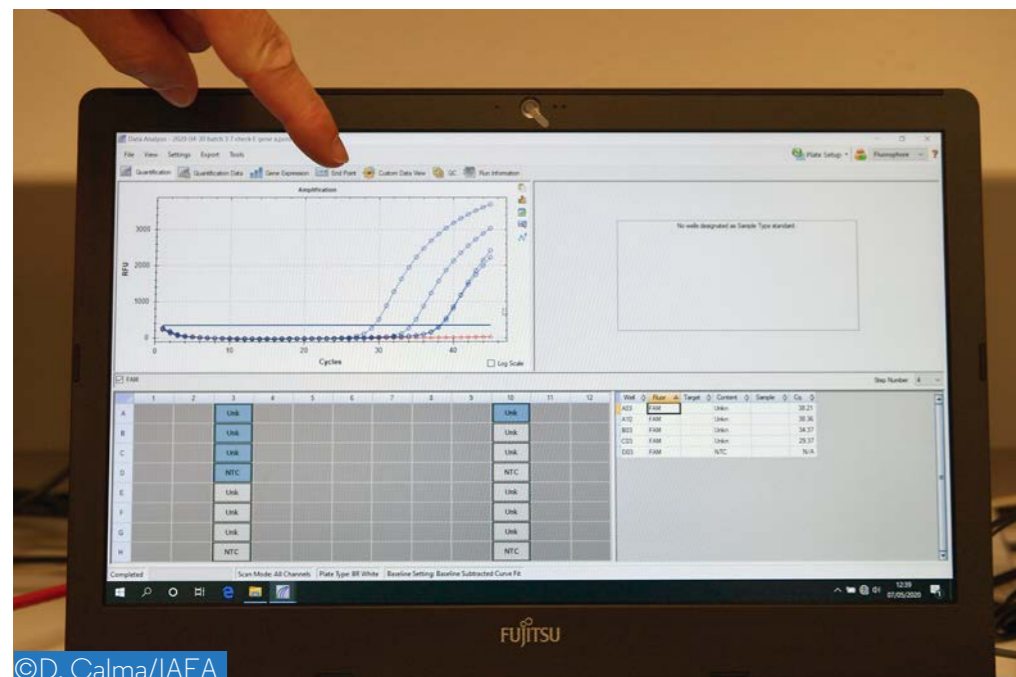 Data Analysis - 2020-04-30 batch 3 7 check E gene
File View Settings Export Tools
Plate Setup Fluorophore ?
Quantification Quantification Data Gene Expression End Point Custom Data View QC Run Information
Amplification
RFU
3000
2000
1000
0
0 10 20 30 40
Cycles
Log Scale
No wells designated as Sample Type standard
FAM
Step Number 4
1 2 3 4 5 6 7 8 9 10 11 12
A Unk Unk
B Unk Unk
C Unk Unk
D NTC NTC
E Unk Unk
F Unk Unk
G Unk Unk
H NTC NTC
Well Fluor Target Content Sample Cq
A03 FAM Unkn 38.21
A10 FAM Unkn 38.36
B03 FAM Unkn 34.37
C03 FAM Unkn 29.37
D03 FAM NTC N/A
Completed Scan Mode: All Channels Plate Type: BR White Baseline Setting: Baseline Subtracted Curve Fit
12:39
07/05/2020
FUJITSU
©D. Calma/IAEA